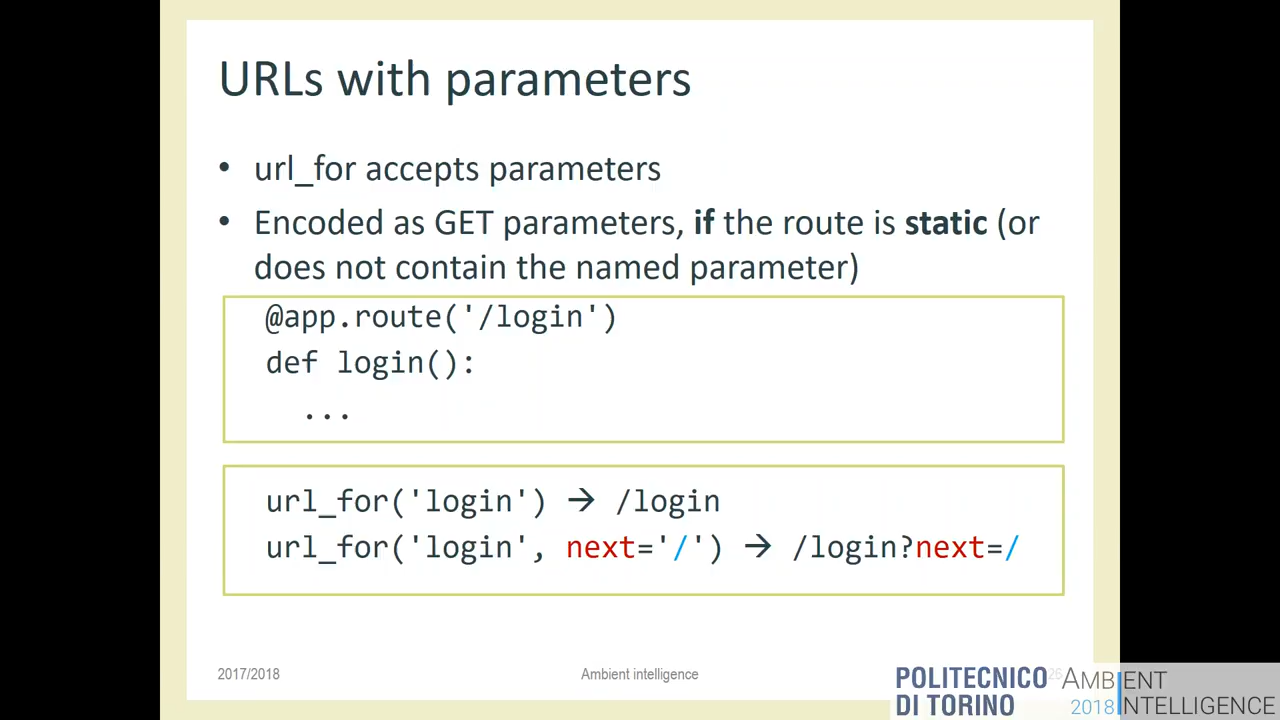 URLs with parameters
• url_for accepts parameters
• Encoded as GET parameters, if the route is static (or
does not contain the named parameter)
@app.route('/login')
def login():
...
url_for('login') → /login
url_for('login', next='/') → /login?next=/
2017/2018
Ambient intelligence
26
POLITECNICO
DI TORINO
AMBIENT
2018 INTELLIGENCE